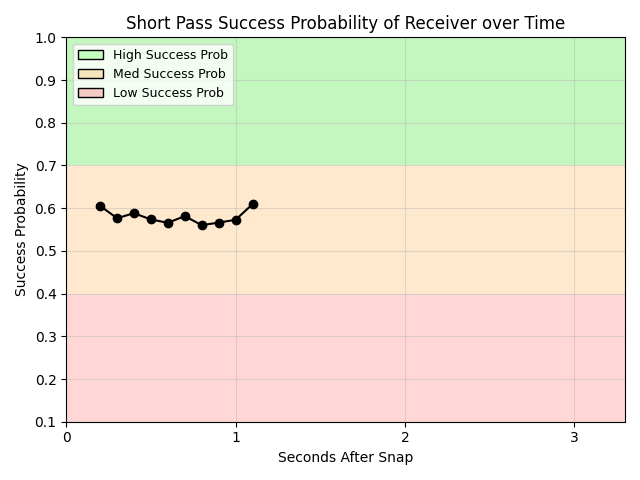 Short Pass Success Probability of Receiver over Time
1.0
High Success Prob
0.9
Med Success Prob
Low Success Prob
0.8
0.7
0.6
0.5
0.4
0.3
0.2
0.1
Success Probability
0 1 2 3
Seconds After Snap